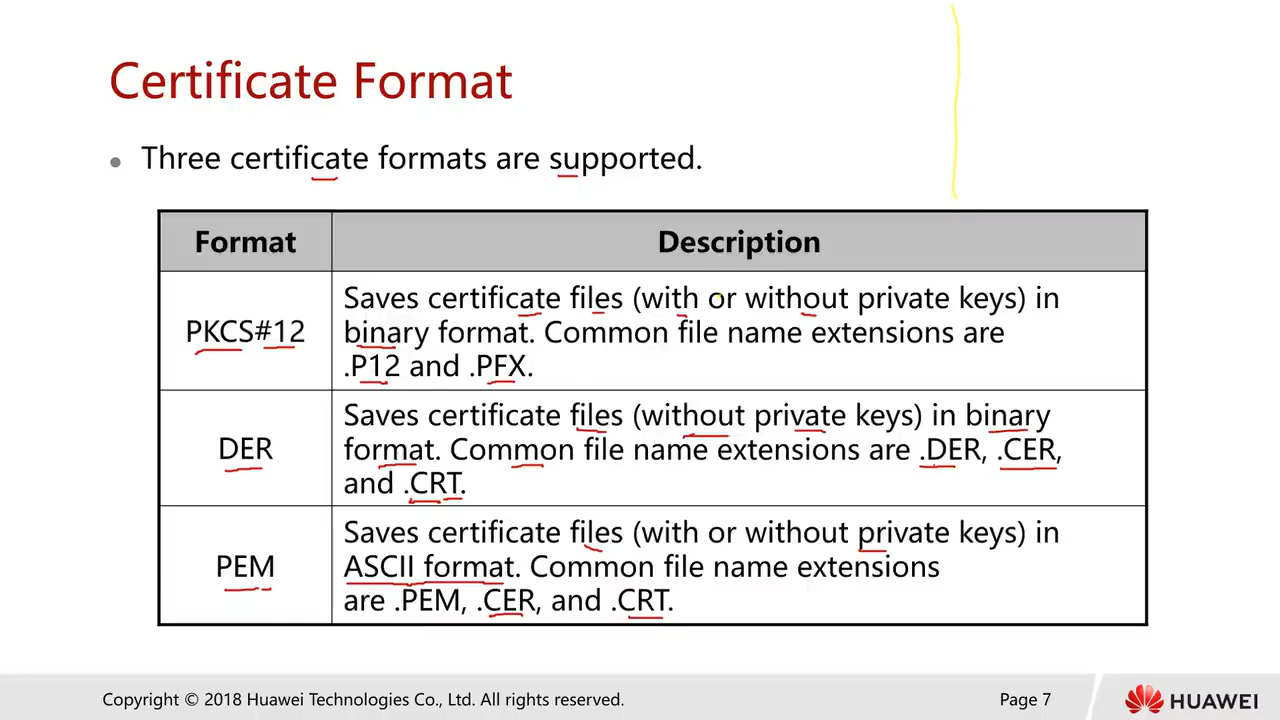 Certificate Format
● Three certificate formats are supported.
Format
Description
PKCS#12
Saves certificate files (with or without private keys) in
binary format. Common file name extensions are
.P12 and .PFX.
DER
Saves certificate files (without private keys) in binary
format. Common file name extensions are .DER, .CER,
and .CRT.
PEM
Saves certificate files (with or without private keys) in
ASCII format. Common file name extensions
are .PEM, .CER, and .CRT.
Copyright © 2018 Huawei Technologies Co., Ltd. All rights reserved.
Page 7
HUAWEI